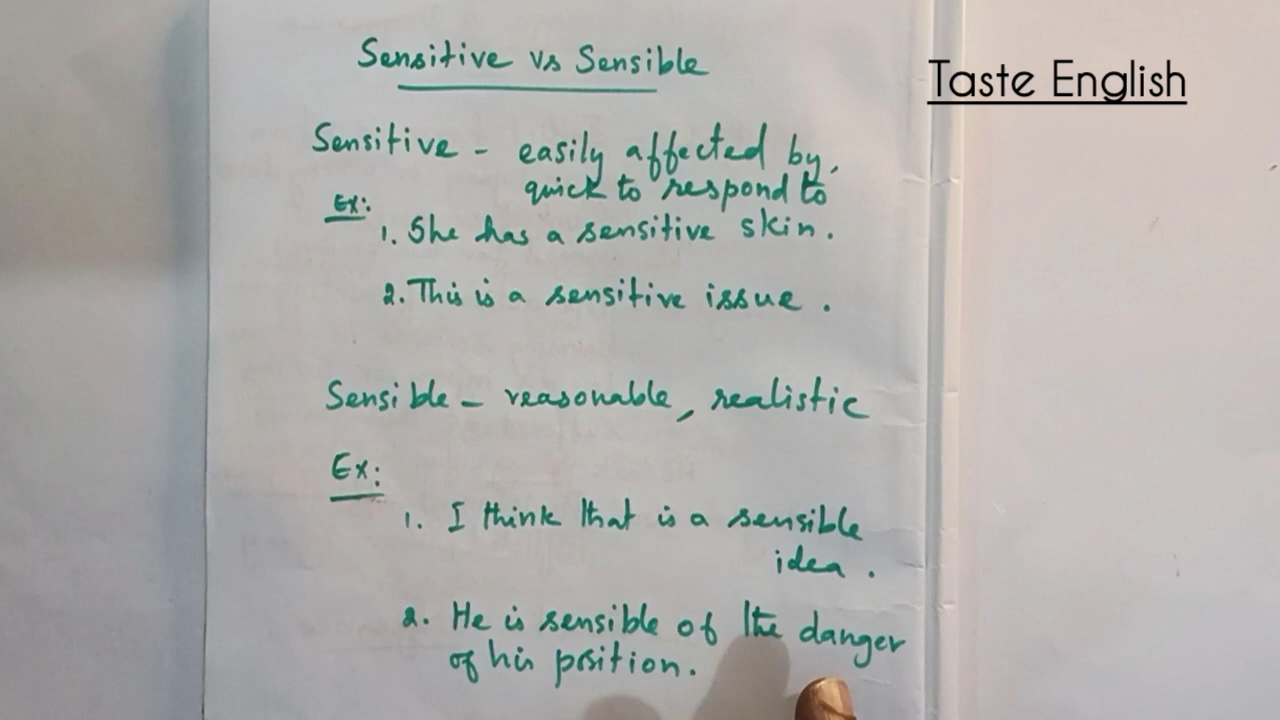 Sensitive vs Sensible
Taste English
Sensitive - easily affected by,
quick to respond to
Ex:
1. She has a sensitive skin.
2. This is a sensitive issue.
Sensible - reasonable, realistic
Ex:
1. I think that is a sensible
idea.
2. He is sensible of the danger
of his position.